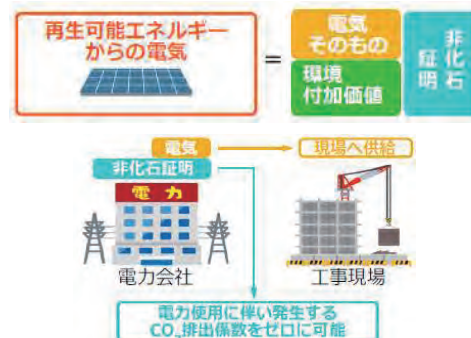 再生可能エネルギー
からの電気
=
電気
そのもの
環境
付加価値
非化石
証明
電気
非化石証明
現場へ供給
電力
電力会社
工事現場
電力使用に伴い発生する
CO₂排出係数をゼロに可能